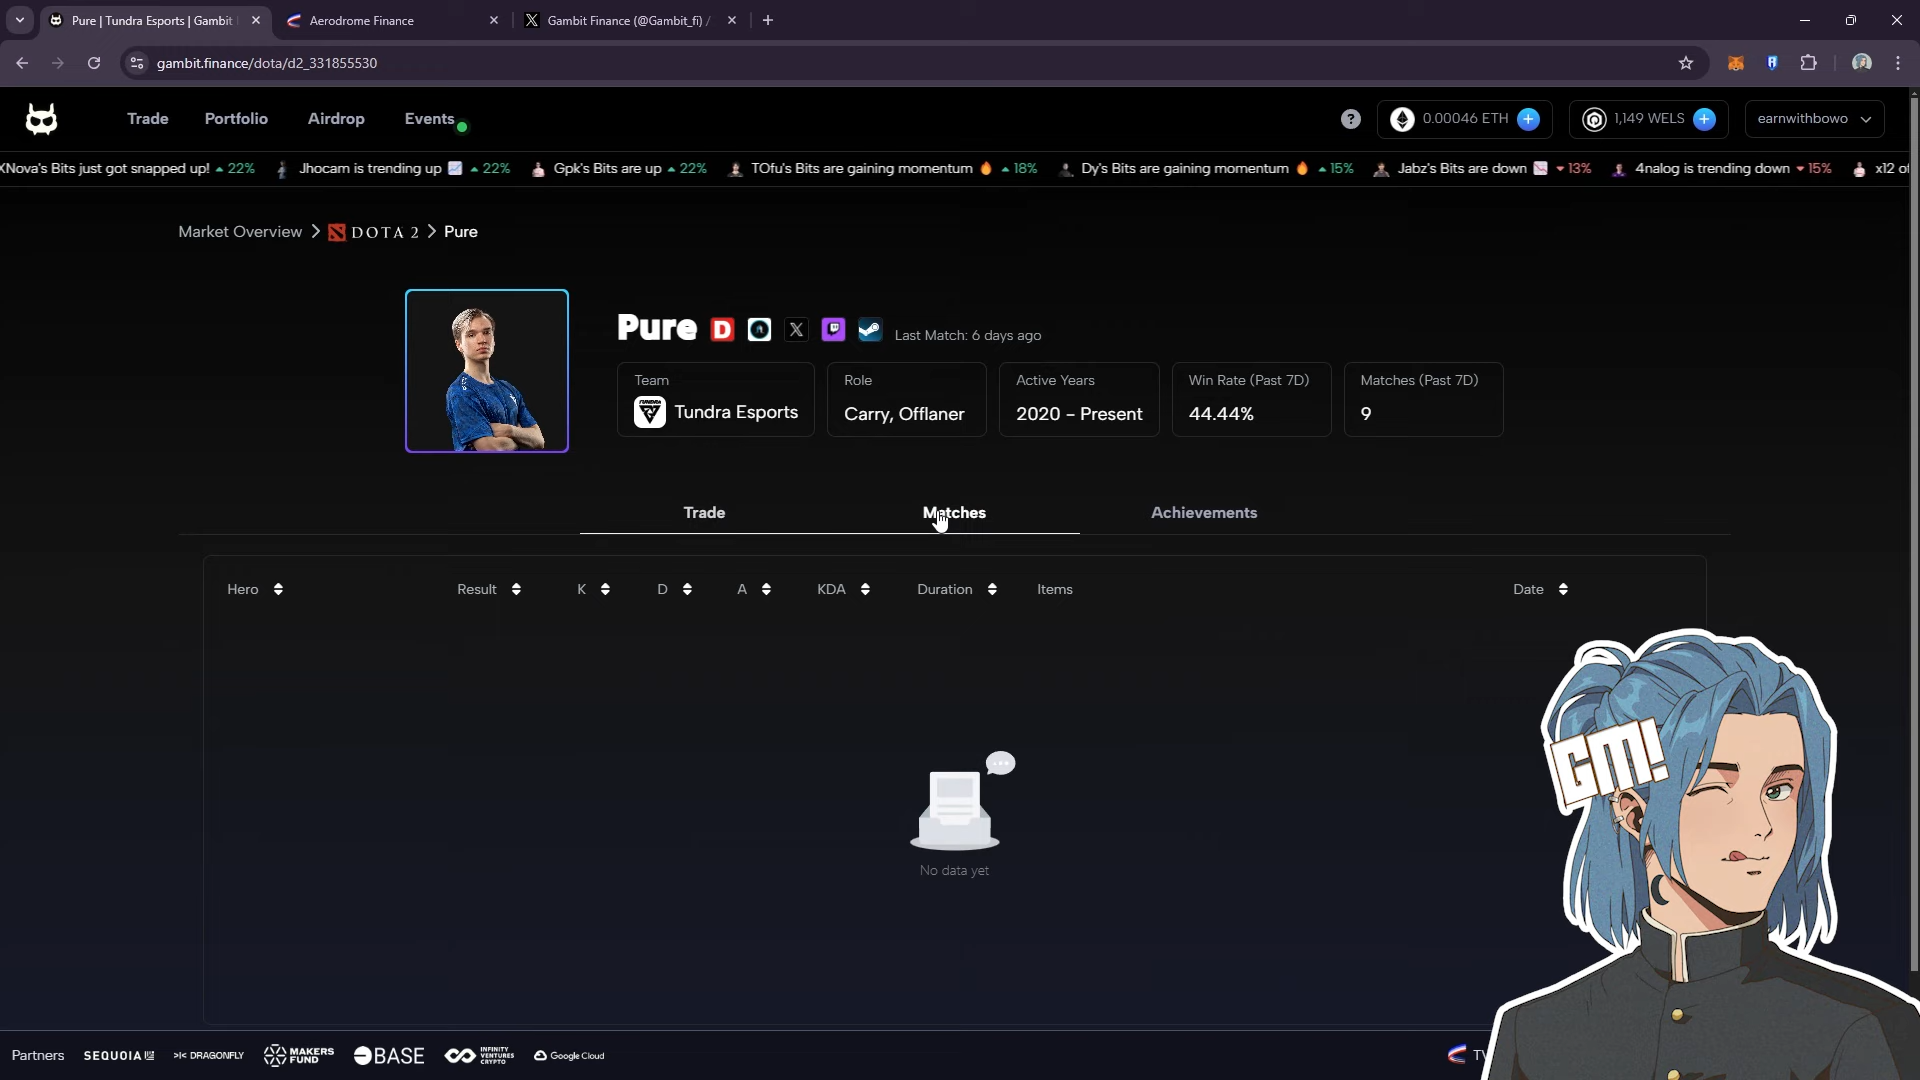 Pure | Tundra Esports | Gambit
Aerodrome Finance
Gambit Finance (@Gambit_fi) /
gambit.finance/dota/d2_331855530
Trade
Portfolio
Airdrop
Events
0.00046 ETH
1,149 WELS
earnwithbowo
XNova's Bits just got snapped up! 22%
Jhocam is trending up 22%
Gpk's Bits are up 22%
TOfu's Bits are gaining momentum 18%
Dy's Bits are gaining momentum 15%
Jabz's Bits are down 13%
4nalog is trending down 15%
x12
Market Overview > DOTA 2 > Pure
Pure
Last Match: 6 days ago
Team
Tundra Esports
Role
Carry, Offlaner
Active Years
2020 - Present
Win Rate (Past 7D)
44.44%
Matches (Past 7D)
9
Trade
Matches
Achievements
Hero
Result
K
D
A
KDA
Duration
Items
Date
No data yet
GM!
Partners
SEQUOIA
DRAGONFLY
MAKERS FUND
BASE
INFINITY VENTURES CRYPTO
Google Cloud